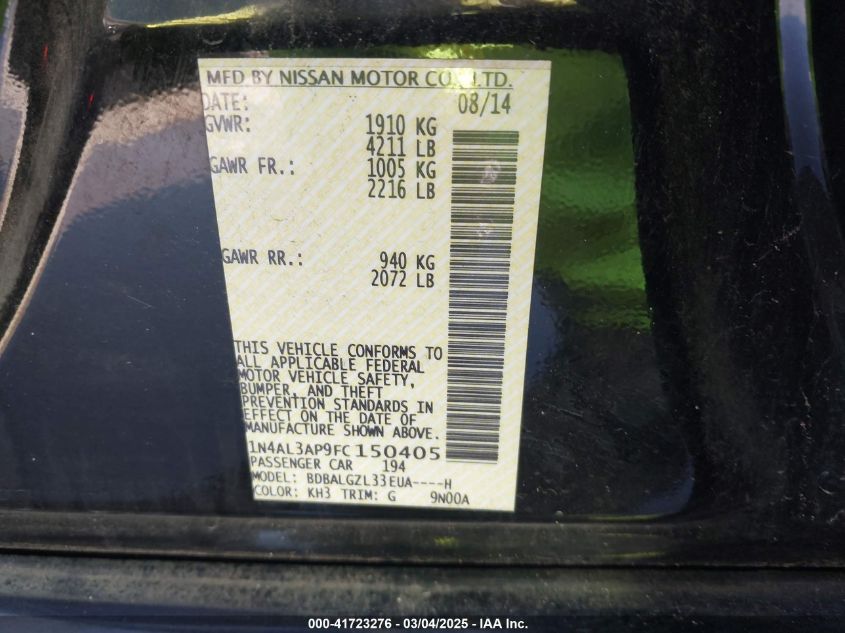 MFD BY NISSAN MOTOR CO., LTD.
DATE: 08/14
GVWR: 1910 KG
4211 LB
GAWR FR.: 1005 KG
2216 LB
GAWR RR.: 940 KG
2072 LB
THIS VEHICLE CONFORMS TO
ALL APPLICABLE FEDERAL
MOTOR VEHICLE SAFETY,
BUMPER, AND THEFT
PREVENTION STANDARDS IN
EFFECT ON THE DATE OF
MANUFACTURE SHOWN ABOVE.
1N4AL3AP9FC150405
PASSENGER CAR 194
MODEL: BDBALGZL33EUA----H
COLOR: KH3 TRIM: G 9N00A
000-41723276 - 03/04/2025 - IAA Inc.